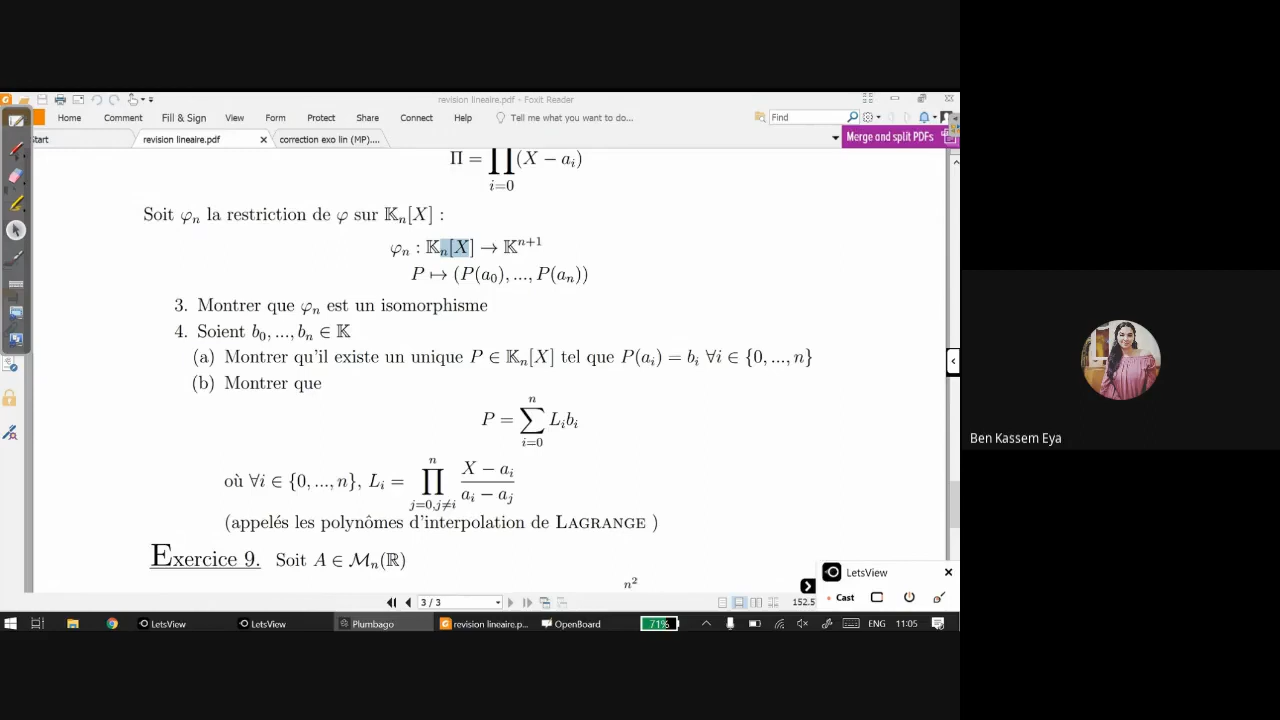 revision lineaire.pdf - Foxit Reader
Home Comment Fill & Sign View Form Protect Share Connect Help Tell me what you want to do... Find
tart revision lineaire.pdf correction exo lin (MP).... Merge and split PDFs
Π = ∏_{i=0} (X − a_i)
Soit φ_n la restriction de φ sur 𝕂_n[X] :
φ_n : 𝕂_n[X] → 𝕂^{n+1}
P ↦ (P(a_0), ..., P(a_n))
3. Montrer que φ_n est un isomorphisme
4. Soient b_0, ..., b_n ∈ 𝕂
(a) Montrer qu'il existe un unique P ∈ 𝕂_n[X] tel que P(a_i) = b_i ∀i ∈ {0, ..., n}
(b) Montrer que
P = ∑_{i=0}^{n} L_i b_i
où ∀i ∈ {0, ..., n}, L_i = ∏_{j=0,j≠i}^{n} (X − a_i)/(a_i − a_j)
(appelés les polynômes d'interpolation de LAGRANGE )
Exercice 9. Soit A ∈ ℳ_n(ℝ)
n^2
LetsView
Cast
3 / 3 152.5
LetsView LetsView Plumbago revision lineaire.p... OpenBoard 71% ENG 11:05
Ben Kassem Eya